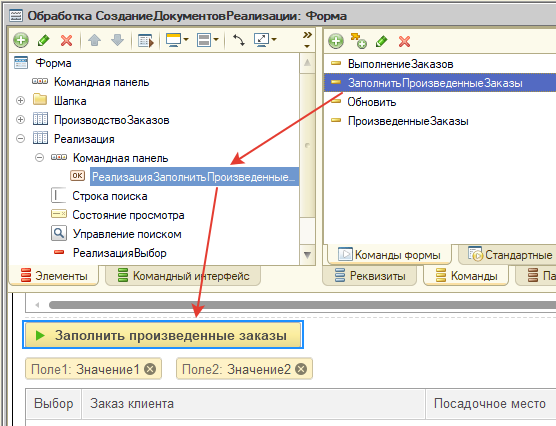 Обработка СозданиеДокументовРеализации: Форма
Форма
Командная панель
Шапка
ПроизводствоЗаказов
Реализация
Командная панель
OK РеализацияЗаполнитьПроизведенные...
Строка поиска
Состояние просмотра
Управление поиском
РеализацияВыбор
Элементы
Командный интерфейс
ВыполнениеЗаказов
ЗаполнитьПроизведенныеЗаказы
Обновить
ПроизведенныеЗаказы
Команды формы
Стандартные
Реквизиты
Команды
Па
Заполнить произведенные заказы
Поле1: Значение1
Поле2: Значение2
Выбор
Заказ клиента
Посадочное место